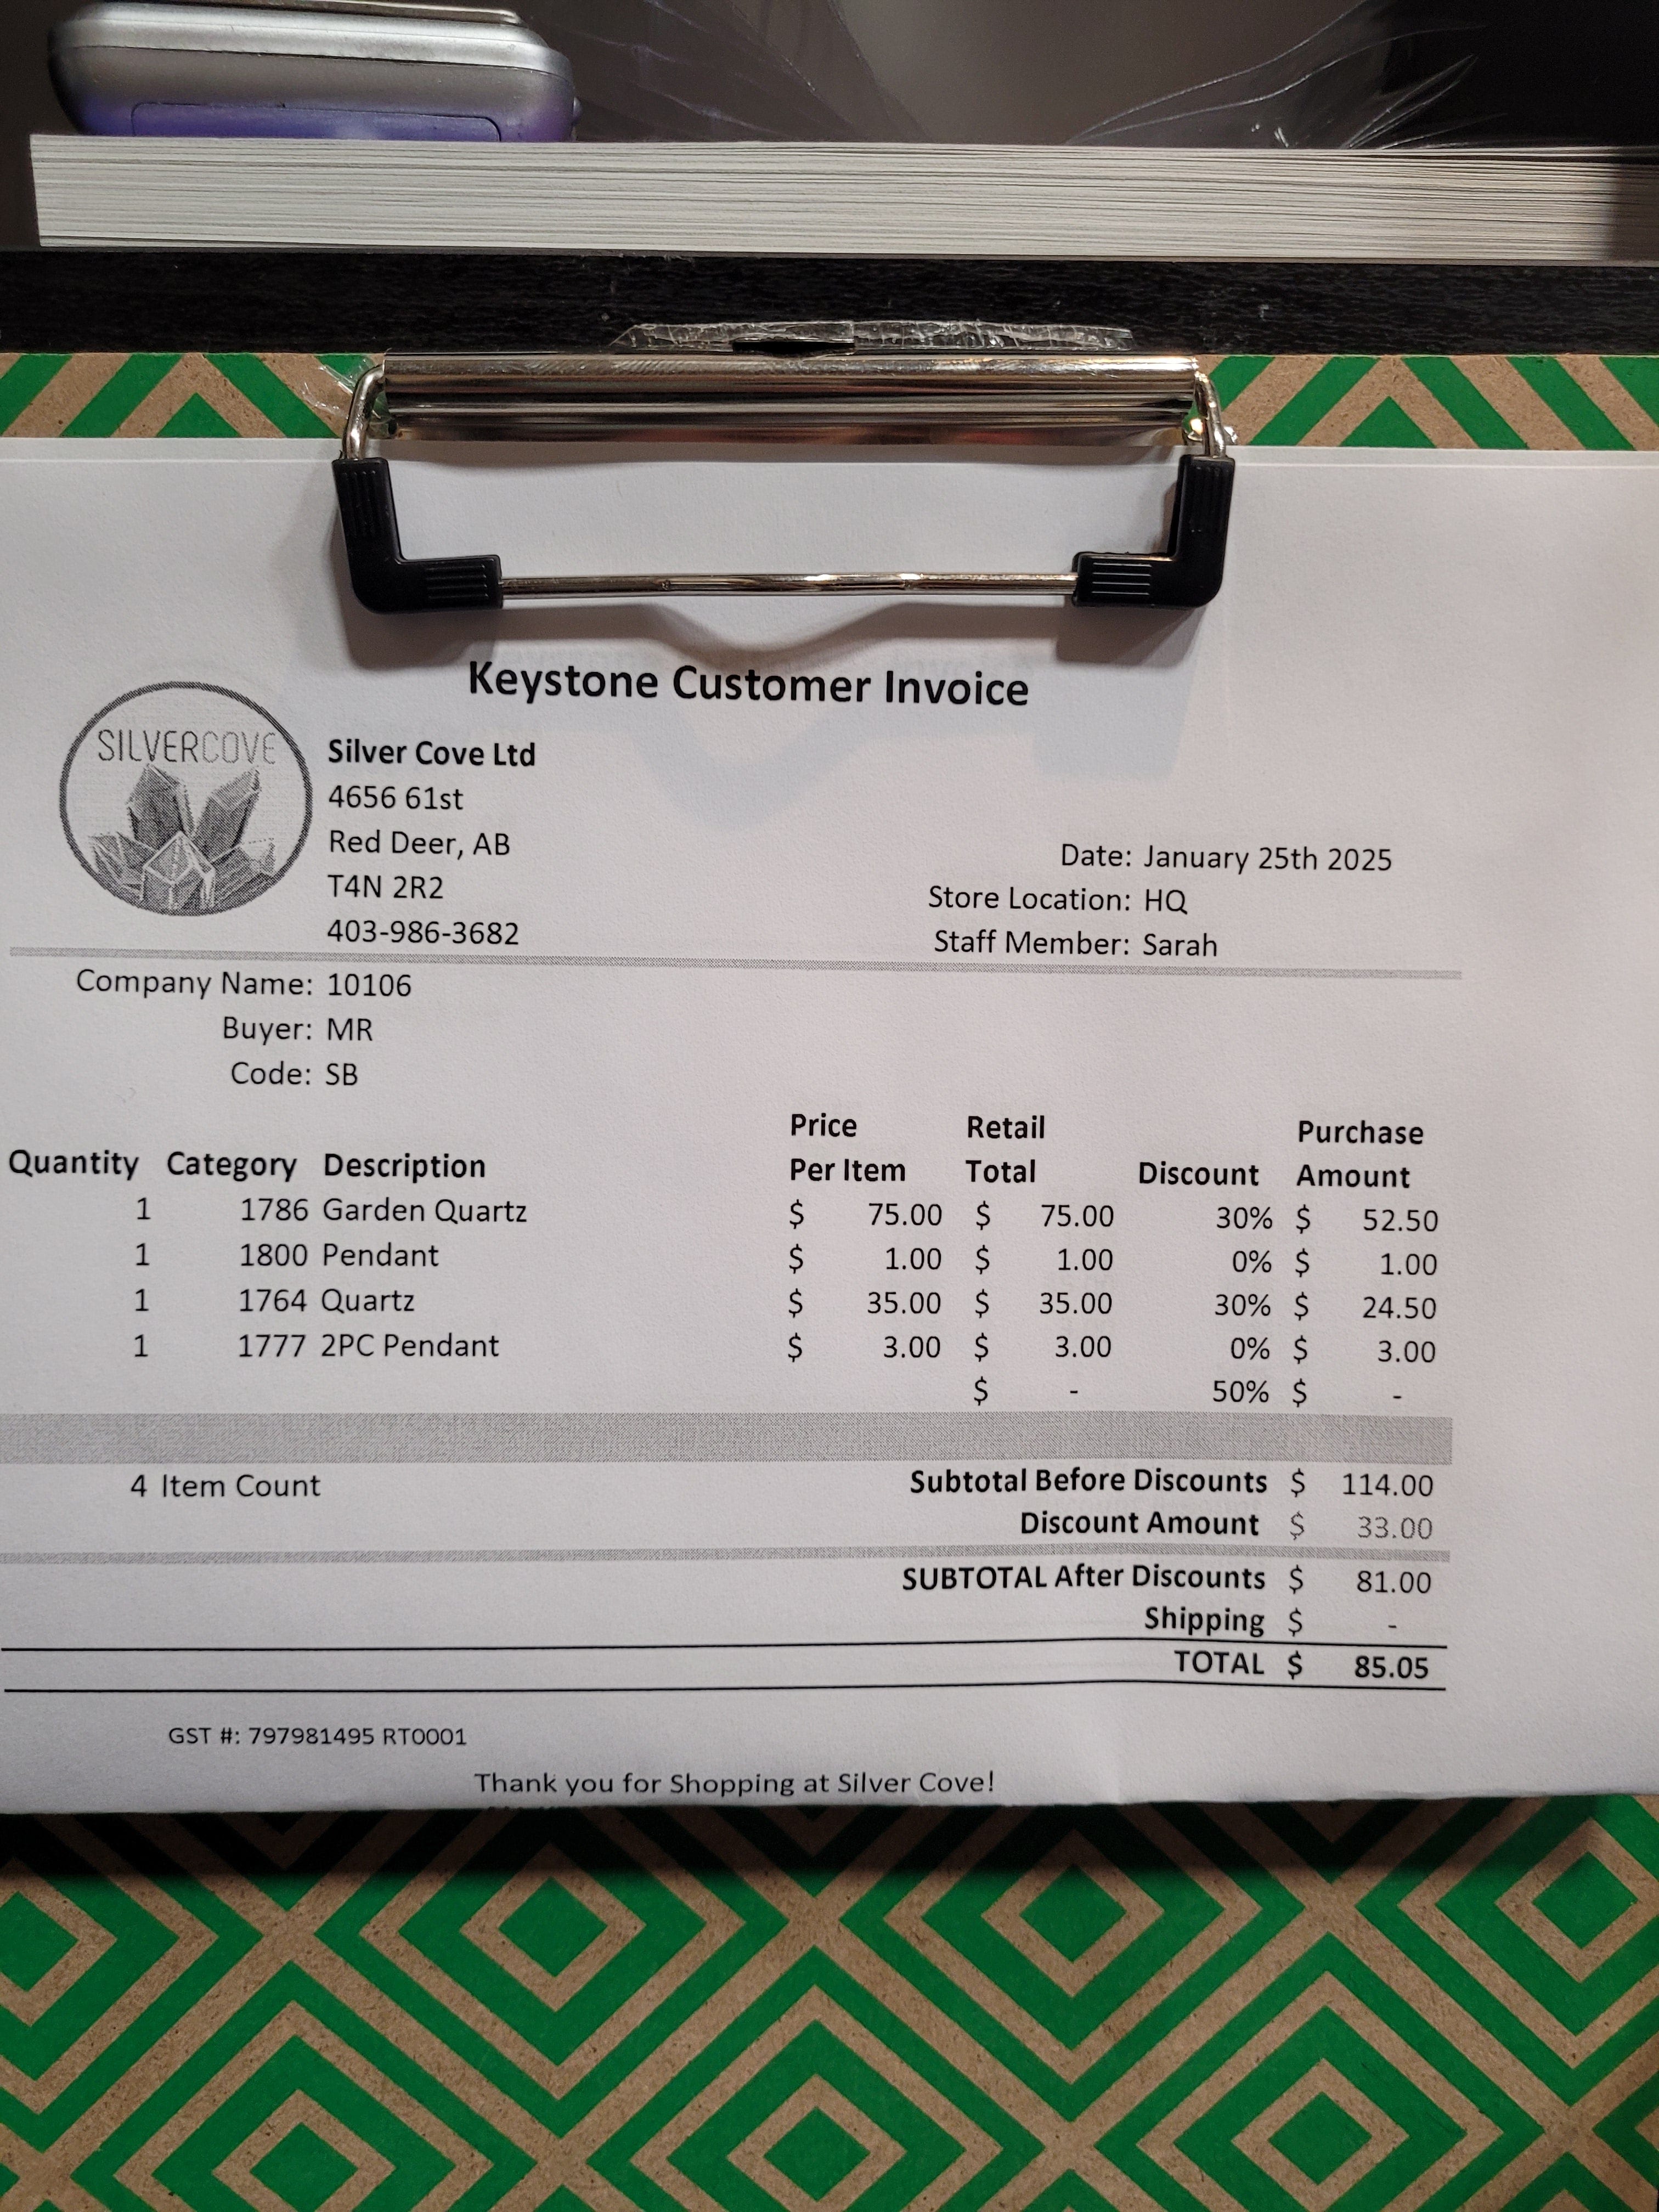 Keystone Customer Invoice
SILVERCOVE
Silver Cove Ltd
4656 61st
Red Deer, AB
T4N 2R2
403-986-3682
Date: January 25th 2025
Store Location: HQ
Staff Member: Sarah
Company Name: 10106
Buyer: MR
Code: SB
Quantity Category Description Price Per Item Retail Total Discount Purchase Amount
1 1786 Garden Quartz $ 75.00 $ 75.00 30% $ 52.50
1 1800 Pendant $ 1.00 $ 1.00 0% $ 1.00
1 1764 Quartz $ 35.00 $ 35.00 30% $ 24.50
1 1777 2PC Pendant $ 3.00 $ 3.00 0% $ 3.00
$ - 50% $ -
4 Item Count Subtotal Before Discounts $ 114.00
Discount Amount $ 33.00
SUBTOTAL After Discounts $ 81.00
Shipping $ -
TOTAL $ 85.05
GST #: 797981495 RT0001
Thank you for Shopping at Silver Cove!